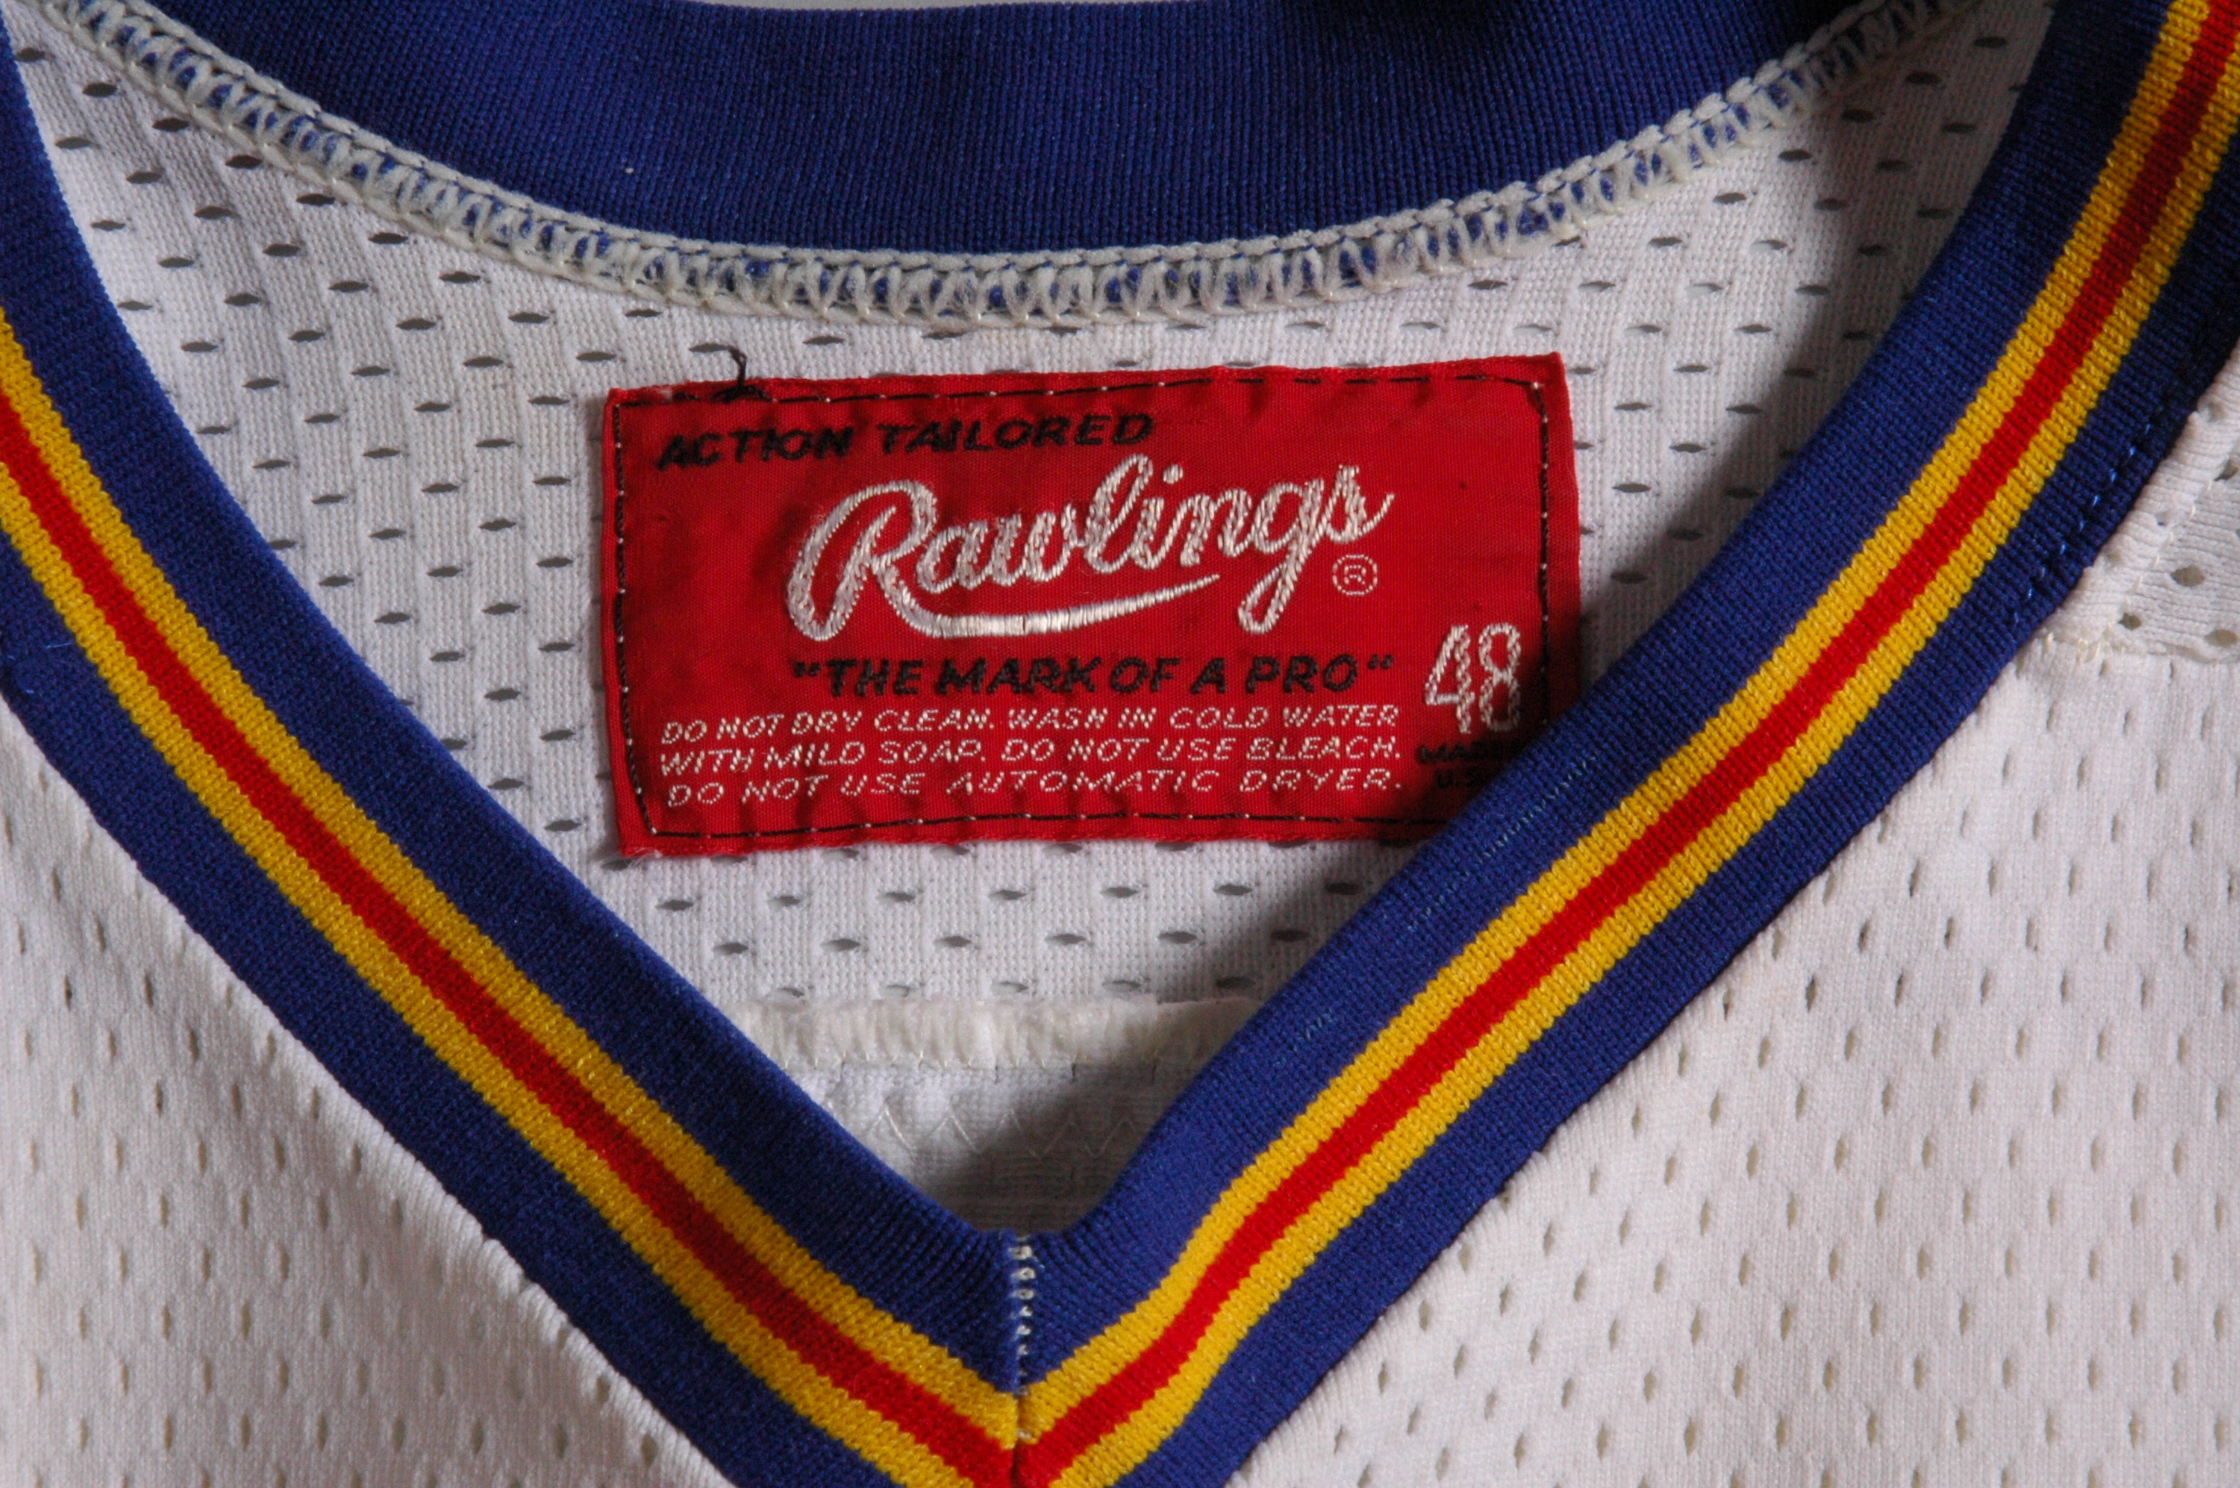 ACTION TAILORED
Rawlings ®
"THE MARK OF A PRO"
48
DO NOT DRY CLEAN. WASH IN COLD WATER
WITH MILD SOAP. DO NOT USE BLEACH.
DO NOT USE AUTOMATIC DRYER.